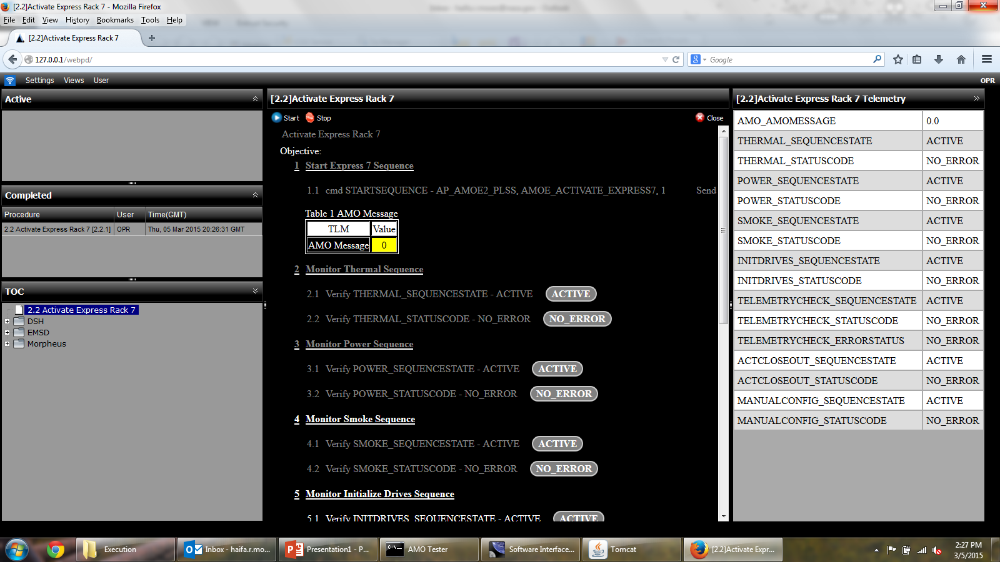 [2.2]Activate Express Rack 7 - Mozilla Firefox
File Edit View History Bookmarks Tools Help
[2.2]Activate Express Rack 7
127.0.0.1/webpd/
Google
Settings Views User
OPR
Active
Completed
Procedure User Time(GMT)
2.2 Activate Express Rack 7 [2.2.1] OPR Thu, 05 Mar 2015 20:26:31 GMT
TOC
2.2 Activate Express Rack 7
DSH
EMSD
Morpheus
[2.2]Activate Express Rack 7
Start Stop Close
Activate Express Rack 7
Objective:
1 Start Express 7 Sequence
1.1 cmd STARTSEQUENCE - AP_AMOE2_PLSS, AMOE_ACTIVATE_EXPRESS7, 1 Send
Table 1 AMO Message
TLM Value
AMO Message 0
2 Monitor Thermal Sequence
2.1 Verify THERMAL_SEQUENCESTATE - ACTIVE ACTIVE
2.2 Verify THERMAL_STATUSCODE - NO_ERROR NO_ERROR
3 Monitor Power Sequence
3.1 Verify POWER_SEQUENCESTATE - ACTIVE ACTIVE
3.2 Verify POWER_STATUSCODE - NO_ERROR NO_ERROR
4 Monitor Smoke Sequence
4.1 Verify SMOKE_SEQUENCESTATE - ACTIVE ACTIVE
4.2 Verify SMOKE_STATUSCODE - NO_ERROR NO_ERROR
5 Monitor Initialize Drives Sequence
5.1 Verify INITDRIVES_SEQUENCESTATE - ACTIVE ACTIVE
[2.2]Activate Express Rack 7 Telemetry
AMO_AMOMESSAGE 0.0
THERMAL_SEQUENCESTATE ACTIVE
THERMAL_STATUSCODE NO_ERROR
POWER_SEQUENCESTATE ACTIVE
POWER_STATUSCODE NO_ERROR
SMOKE_SEQUENCESTATE ACTIVE
SMOKE_STATUSCODE NO_ERROR
INITDRIVES_SEQUENCESTATE ACTIVE
INITDRIVES_STATUSCODE NO_ERROR
TELEMETRYCHECK_SEQUENCESTATE ACTIVE
TELEMETRYCHECK_STATUSCODE NO_ERROR
TELEMETRYCHECK_ERRORSTATUS NO_ERROR
ACTCLOSEOUT_SEQUENCESTATE ACTIVE
ACTCLOSEOUT_STATUSCODE NO_ERROR
MANUALCONFIG_SEQUENCESTATE ACTIVE
MANUALCONFIG_STATUSCODE NO_ERROR
Execution
Inbox - haifa.r.mo...
Presentation1 - P...
AMO Tester
Software Interface...
Tomcat
[2.2]Activate Expr...
2:27 PM
3/5/2015